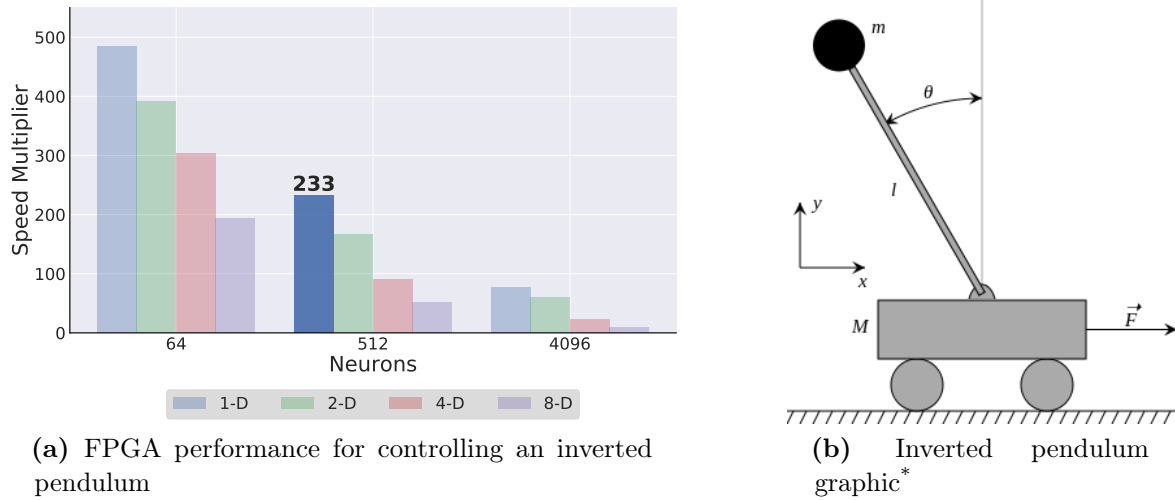 500
400
300
200
100
0
Speed Multiplier
233
64 512 4096
Neurons
1-D 2-D 4-D 8-D
(a) FPGA performance for controlling an inverted
pendulum
m
θ
l
y
x
M
F⃗
(b) Inverted pendulum
graphic*